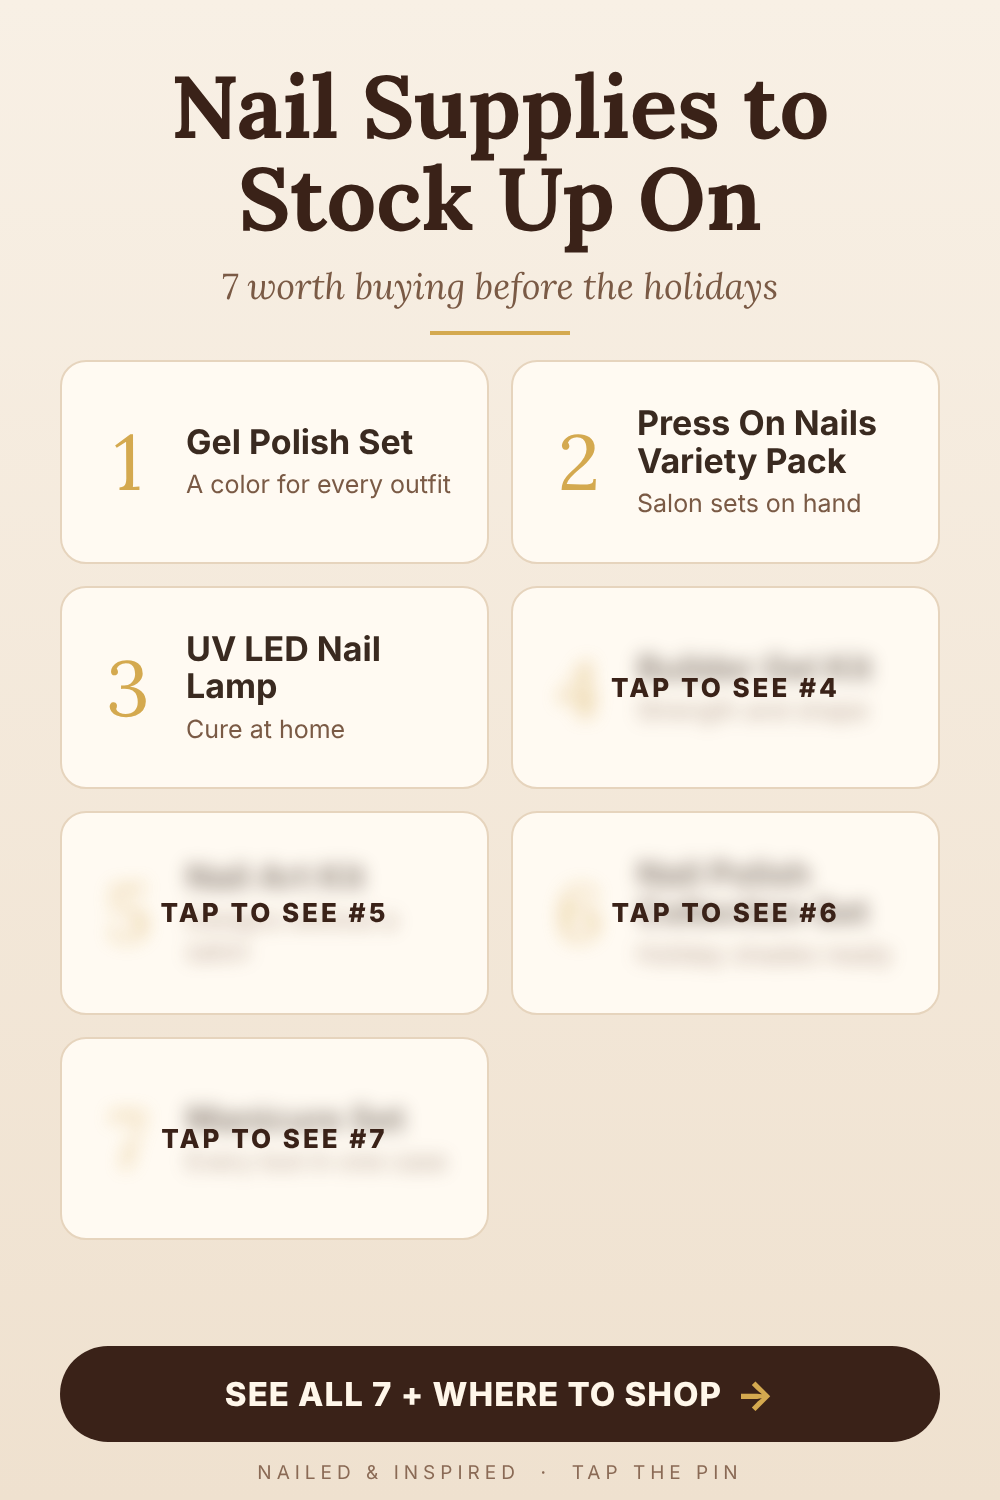 Nail Supplies to
Stock Up On
7 worth buying before the holidays
1
Gel Polish Set
A color for every outfit
2
Press On Nails
Variety Pack
Salon sets on hand
3
UV LED Nail
Lamp
Cure at home
TAP TO SEE #4
TAP TO SEE #5
TAP TO SEE #6
TAP TO SEE #7
SEE ALL 7 + WHERE TO SHOP →
NAILED & INSPIRED · TAP THE PIN